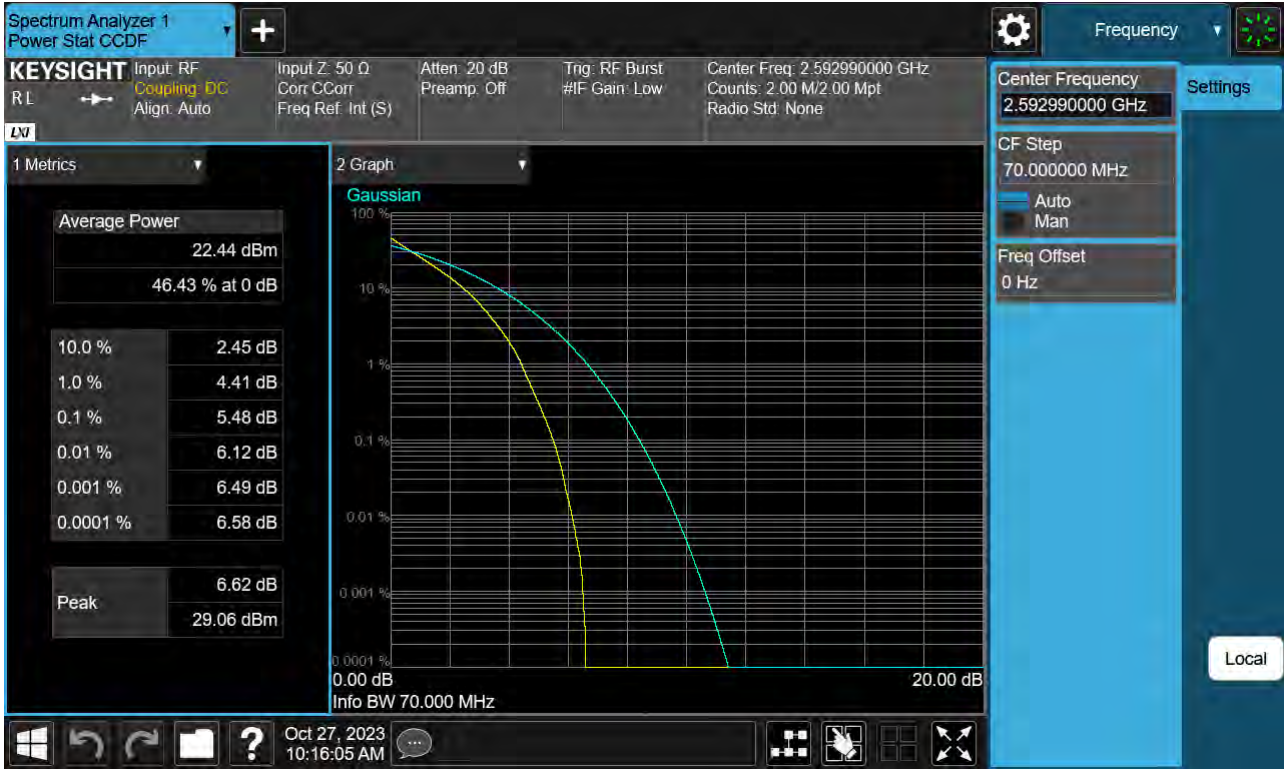 Spectrum Analyzer 1
Power Stat CCDF
+
Frequency
KEYSIGHT
RL
LXI
Input: RF
Coupling: DC
Align: Auto
Input Z: 50 Ω
Corr CCorr
Freq Ref: Int (S)
Atten: 20 dB
Preamp: Off
Trig: RF Burst
#IF Gain: Low
Center Freq: 2.592990000 GHz
Counts: 2.00 M/2.00 Mpt
Radio Std: None
Center Frequency
2.592990000 GHz
Settings
CF Step
70.000000 MHz
Auto
Man
Freq Offset
0 Hz
Local
1 Metrics
Average Power
22.44 dBm
46.43 % at 0 dB
10.0 % 2.45 dB
1.0 % 4.41 dB
0.1 % 5.48 dB
0.01 % 6.12 dB
0.001 % 6.49 dB
0.0001 % 6.58 dB
Peak
6.62 dB
29.06 dBm
2 Graph
Gaussian
100 %
10 %
1 %
0.1 %
0.01 %
0.001 %
0.0001 %
0.00 dB 20.00 dB
Info BW 70.000 MHz
?
Oct 27, 2023
10:16:05 AM